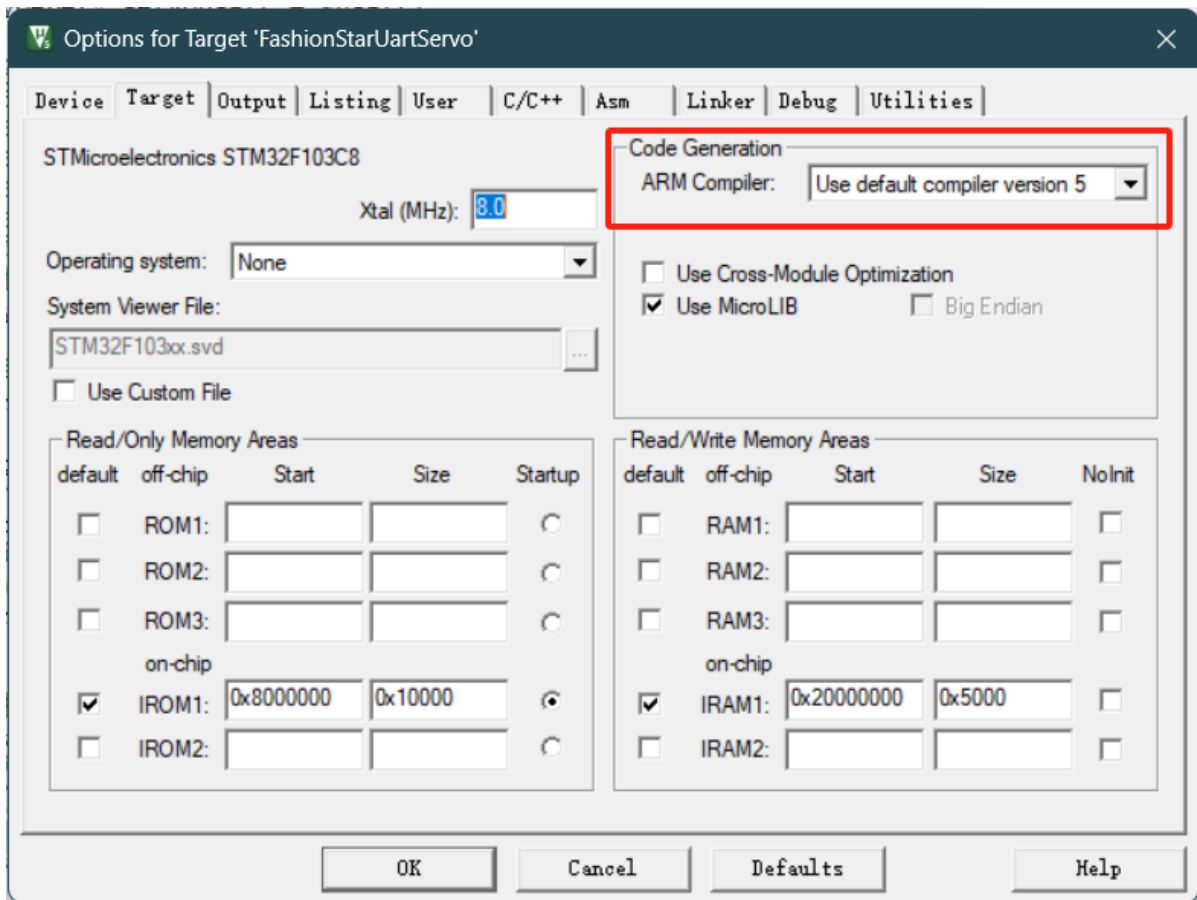 Options for Target 'FashionStarUartServo'
Device Target Output Listing User C/C++ Asm Linker Debug Utilities
STMicroelectronics STM32F103C8
Xtal (MHz): 8.0
Operating system: None
System Viewer File:
STM32F103xx.svd ...
Use Custom File
Code Generation
ARM Compiler: Use default compiler version 5
Use Cross-Module Optimization
Use MicroLIB Big Endian
Read/Only Memory Areas
default off-chip Start Size Startup
ROM1:
ROM2:
ROM3:
on-chip
IROM1: 0x8000000 0x10000
IROM2:
Read/Write Memory Areas
default off-chip Start Size NoInit
RAM1:
RAM2:
RAM3:
on-chip
IRAM1: 0x20000000 0x5000
IRAM2:
OK Cancel Defaults Help